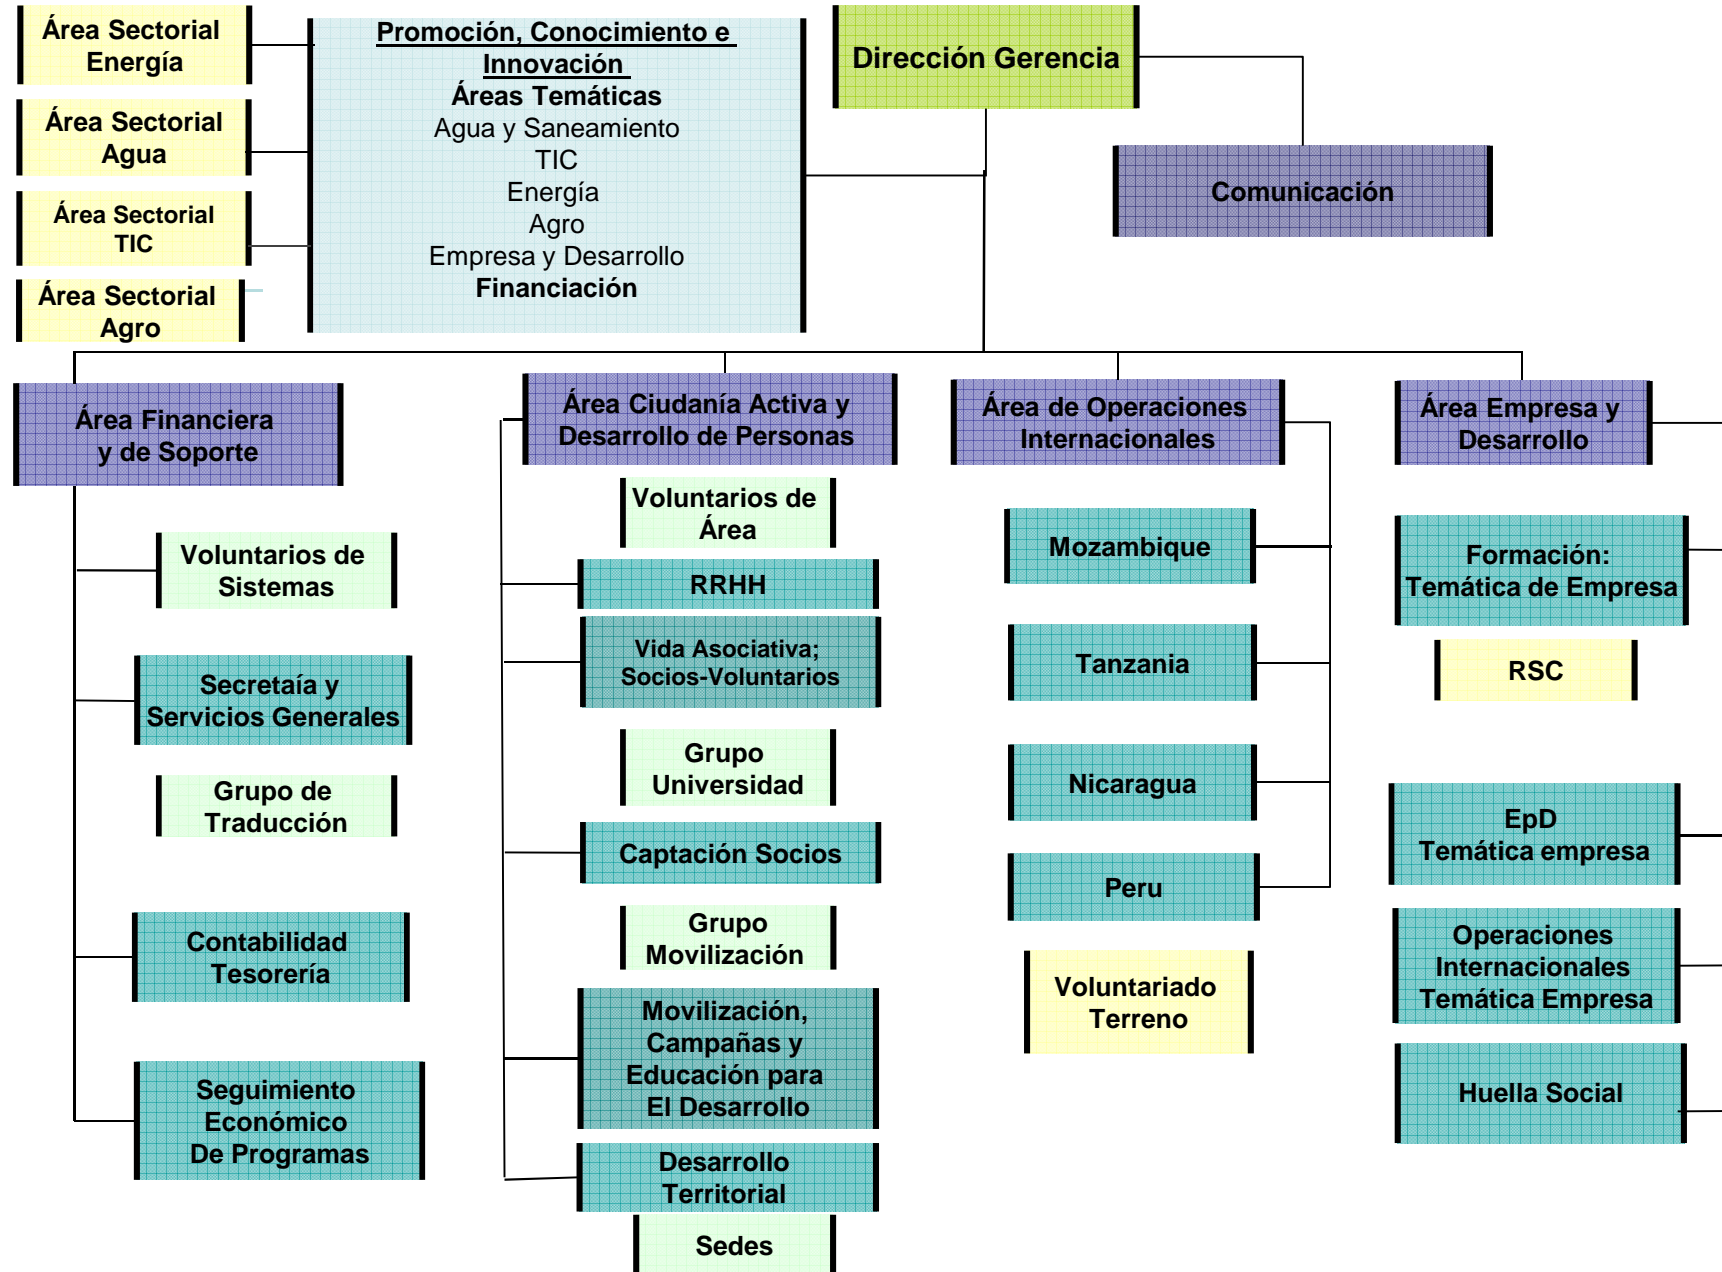 Área Sectorial
Energía
Área Sectorial
Agua
Área Sectorial
TIC
Área Sectorial
Agro
Promoción, Conocimiento e
Innovación
Áreas Temáticas
Agua y Saneamiento
TIC
Energía
Agro
Empresa y Desarrollo
Financiación
Dirección Gerencia
Comunicación
Área Financiera
y de Soporte
Voluntarios de
Sistemas
Secretaía y
Servicios Generales
Grupo de
Traducción
Contabilidad
Tesorería
Seguimiento
Económico
De Programas
Área Ciudanía Activa y
Desarrollo de Personas
Voluntarios de
Área
RRHH
Vida Asociativa;
Socios-Voluntarios
Grupo
Universidad
Captación Socios
Grupo
Movilización
Movilización,
Campañas y
Educación para
El Desarrollo
Desarrollo
Territorial
Sedes
Área de Operaciones
Internacionales
Mozambique
Tanzania
Nicaragua
Peru
Voluntariado
Terreno
Área Empresa y
Desarrollo
Formación:
Temática de Empresa
RSC
EpD
Temática empresa
Operaciones
Internacionales
Temática Empresa
Huella Social